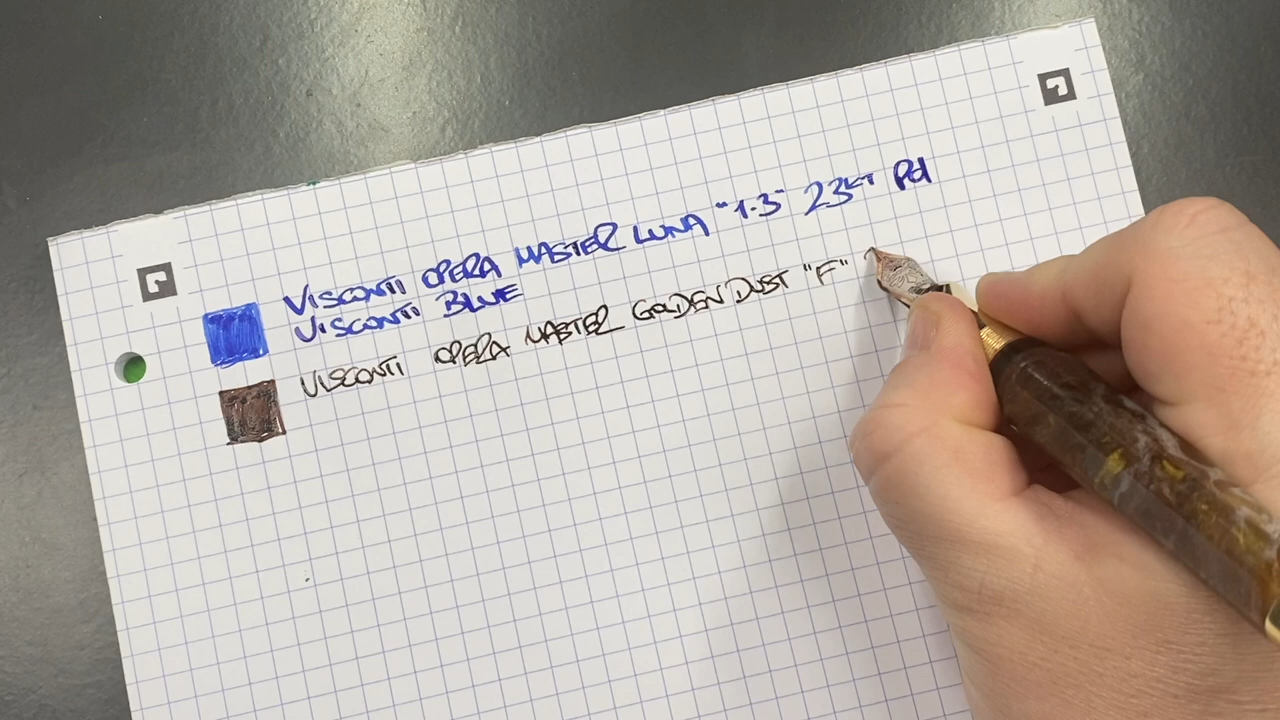 VISCONTI OPERA MASTER LUNA "1.3" 23KT Pd
VISCONTI BLUE
VISCONTI OPERA MASTER GOLDEN DUST "F"